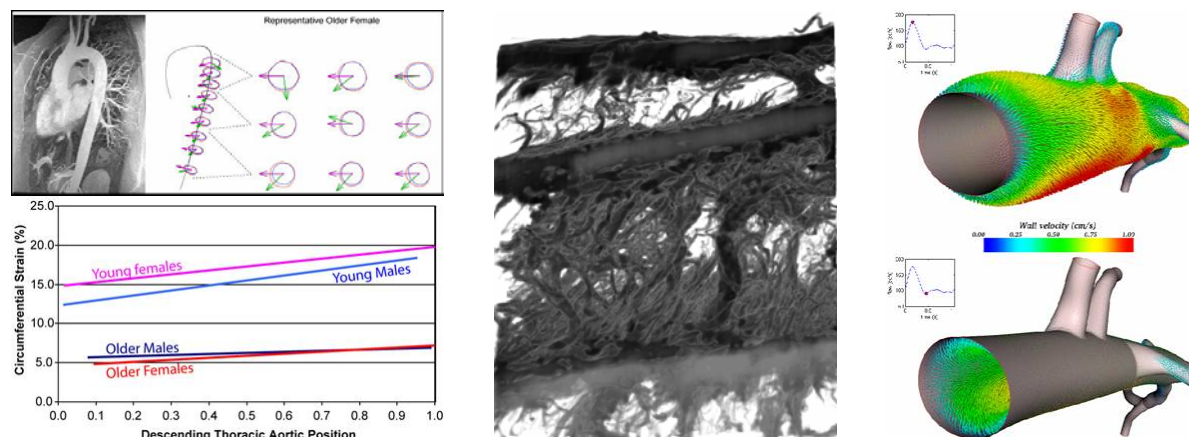 Representative Older Female
25.0
20.0
15.0
10.0
5.0
0.0
Circumferential Strain (%)
Young females
Young Males
Older Males
Older Females
0.0 0.1 0.2 0.3 0.4 0.5 0.6 0.7 0.8 0.9 1.0
Descending Thoracic Aortic Position
Wall velocity (cm/s)
0.00 0.25 0.50 0.75 1.00